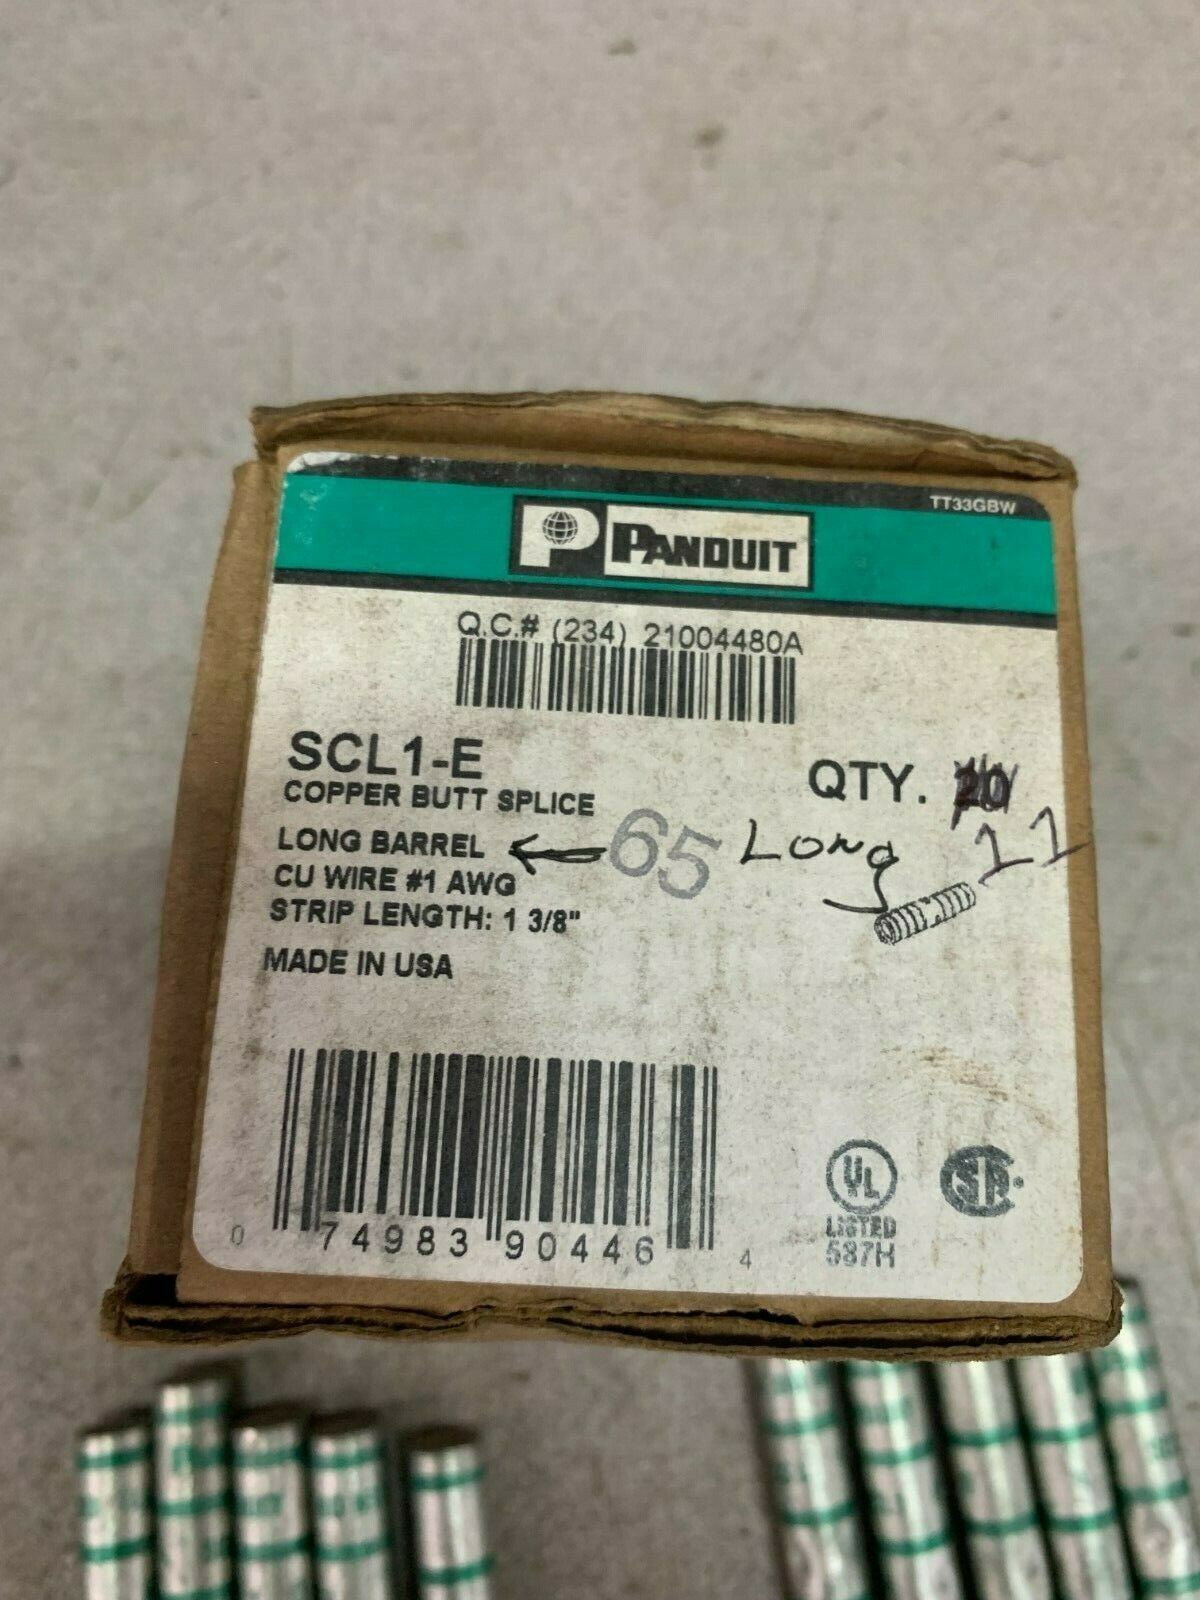 TT33GBW
P PANDUIT
Q.C.# (234) 21004480A
SCL1-E
COPPER BUTT SPLICE
QTY. 20
11
LONG BARREL
65 Long
CU WIRE #1 AWG
STRIP LENGTH: 1 3/8"
MADE IN USA
0 74983 90446 4
UL
LISTED
587H
SA